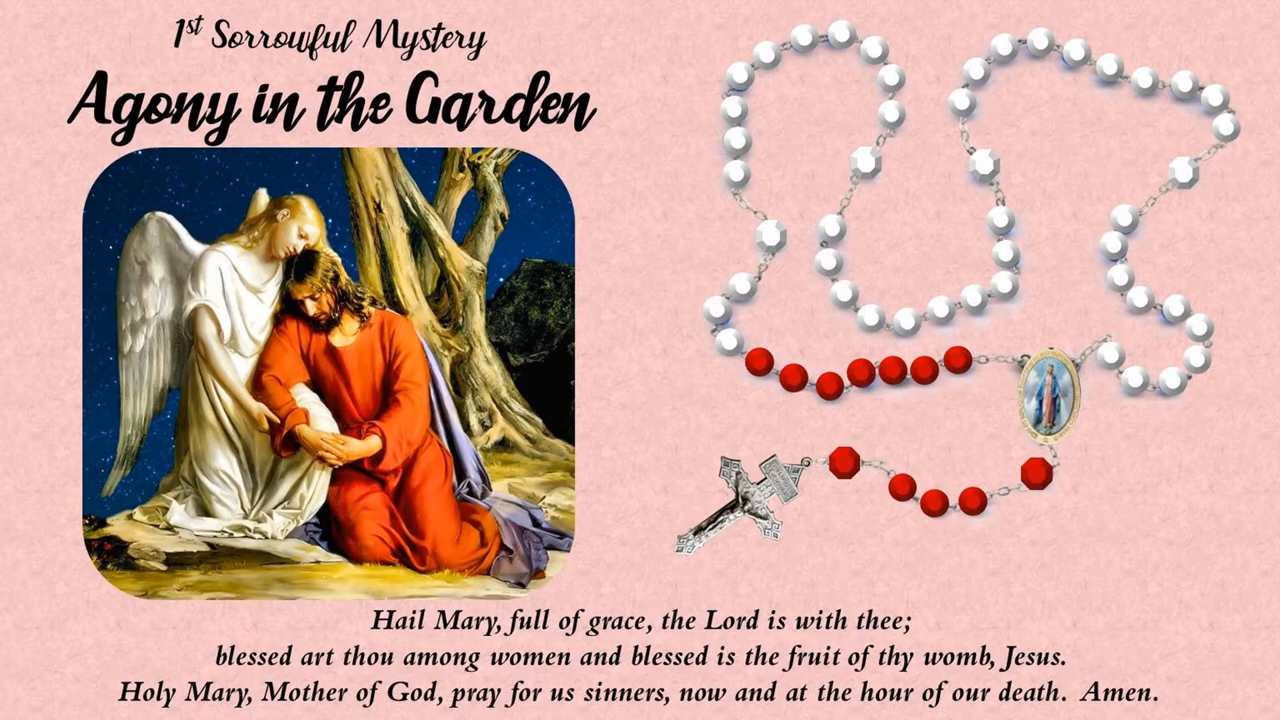 1st Sorrowful Mystery
Agony in the Garden
Hail Mary, full of grace, the Lord is with thee;
blessed art thou among women and blessed is the fruit of thy womb, Jesus.
Holy Mary, Mother of God, pray for us sinners, now and at the hour of our death. Amen.